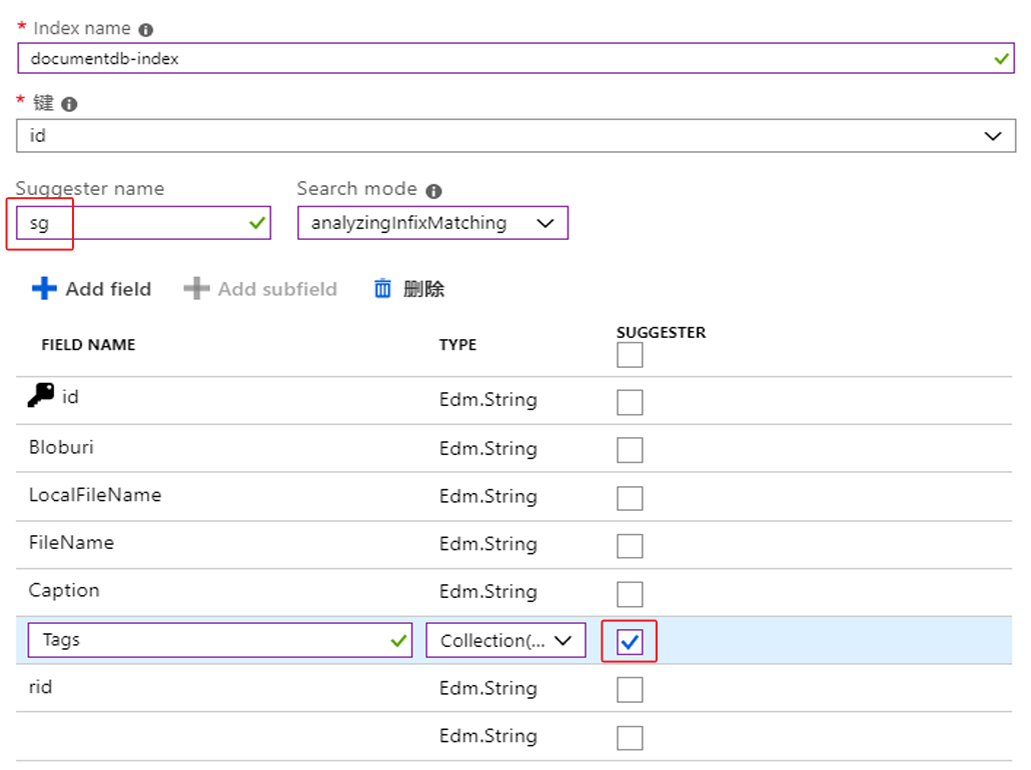 * Index name
documentdb-index
* 键
id
Suggester name Search mode
sg analyzingInfixMatching
Add field Add subfield 删除
FIELD NAME TYPE SUGGESTER
id Edm.String
Bloburi Edm.String
LocalFileName Edm.String
FileName Edm.String
Caption Edm.String
Tags Collection(...
rid Edm.String
Edm.String